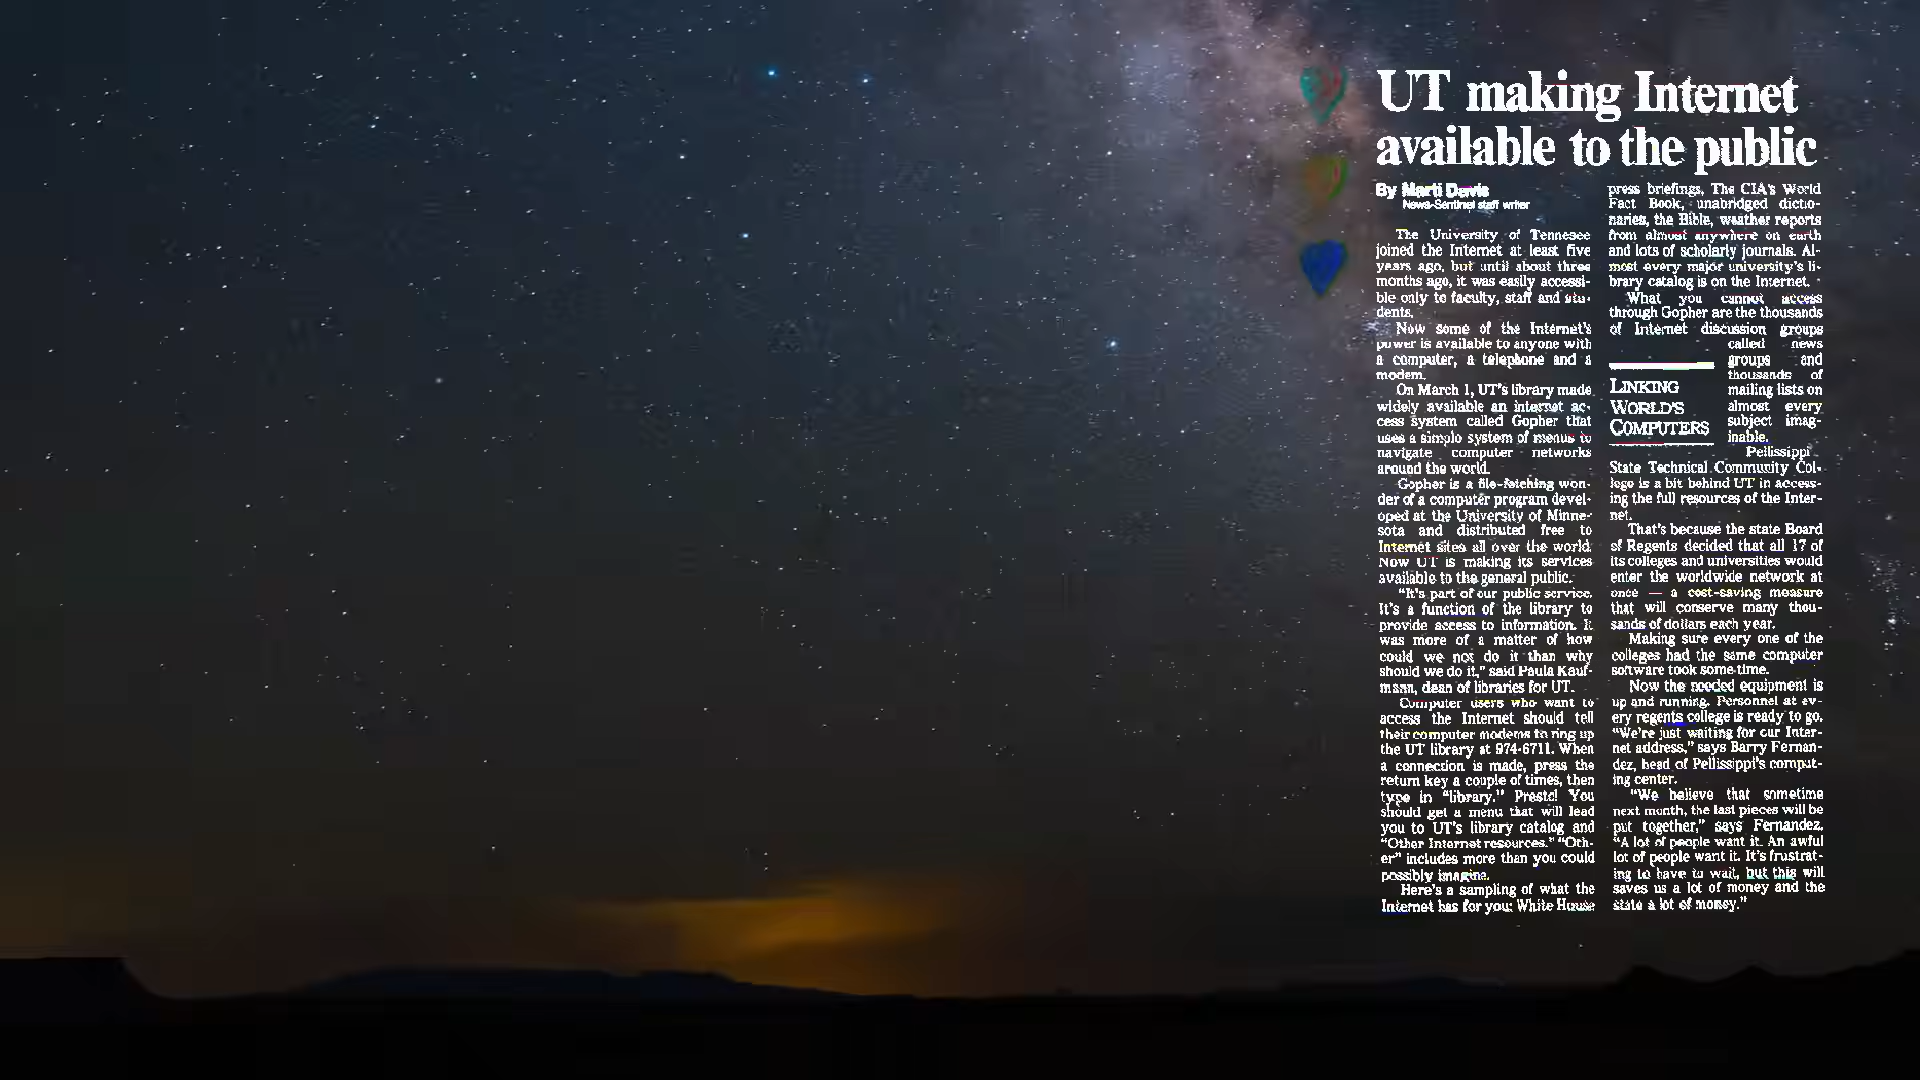 UT making Internet
available to the public
By Marti Davis
News-Sentinel staff writer
The University of Tennesee
joined the Internet at least five
years ago, but until about three
months ago, it was easily accessi-
ble only to faculty, staff and stu-
dents.
Now some of the Internet's
power is available to anyone with
a computer, a telephone and a
modem.
On March 1, UT's library made
widely available an internet ac-
cess system called Gopher that
uses a simple system of menus to
navigate computer networks
around the world.
Gopher is a file-fetching won-
der of a computer program devel-
oped at the University of Minne-
sota and distributed free to
Internet sites all over the world.
Now UT is making its services
available to the general public.
"It's part of our public service.
It's a function of the library to
provide access to information. It
was more of a matter of how
could we not do it than why
should we do it," said Paula Kauf-
mann, dean of libraries for UT.
Computer users who want to
access the Internet should tell
their computer modems to ring up
the UT library at 974-6711. When
a connection is made, press the
return key a couple of times, then
type in "library." Presto! You
should get a menu that will lead
you to UT's library catalog and
"Other Internet resources." "Oth-
er" includes more than you could
possibly imagine.
Here's a sampling of what the
Internet has for you: White House
press briefings, The CIA's World
Fact Book, unabridged dictio-
naries, the Bible, weather reports
from almost anywhere on earth
and lots of scholarly journals. Al-
most every major university's li-
brary catalog is on the Internet.
What you cannot access
through Gopher are the thousands
of Internet discussion groups
called news
groups and
thousands of
mailing lists on
almost every
subject imag-
inable.
LINKING
WORLD'S
COMPUTERS
Pellissippi
State Technical Community Col-
lege is a bit behind UT in access-
ing the full resources of the Inter-
net.
That's because the state Board
of Regents decided that all 17 of
its colleges and universities would
enter the worldwide network at
once — a cost-saving measure
that will conserve many thou-
sands of dollars each year.
Making sure every one of the
colleges had the same computer
software took some time.
Now the needed equipment is
up and running. Personnel at ev-
ery regents college is ready to go.
"We're just waiting for our Inter-
net address," says Barry Fernan-
dez, head of Pellissippi's comput-
ing center.
"We believe that sometime
next month, the last pieces will be
put together," says Fernandez.
"A lot of people want it. An awful
lot of people want it. It's frustrat-
ing to have to wait, but this will
saves us a lot of money and the
state a lot of money."